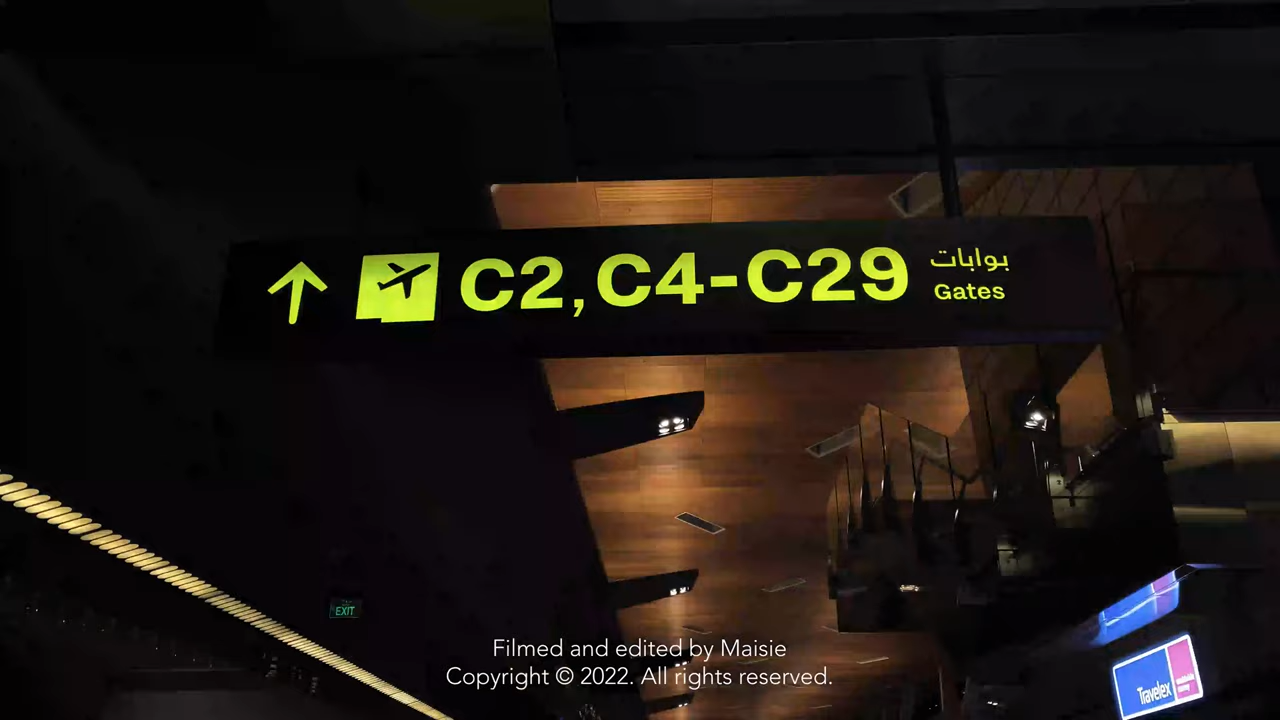 C2, C4-C29
بوابات
Gates
EXIT
Filmed and edited by Maisie
Copyright © 2022. All rights reserved.
Travelex